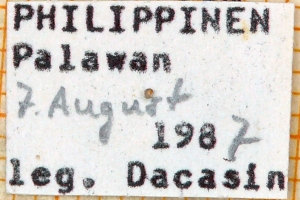 PHILIPPINEN
Palawan
7. August
1987
leg. Dacasin